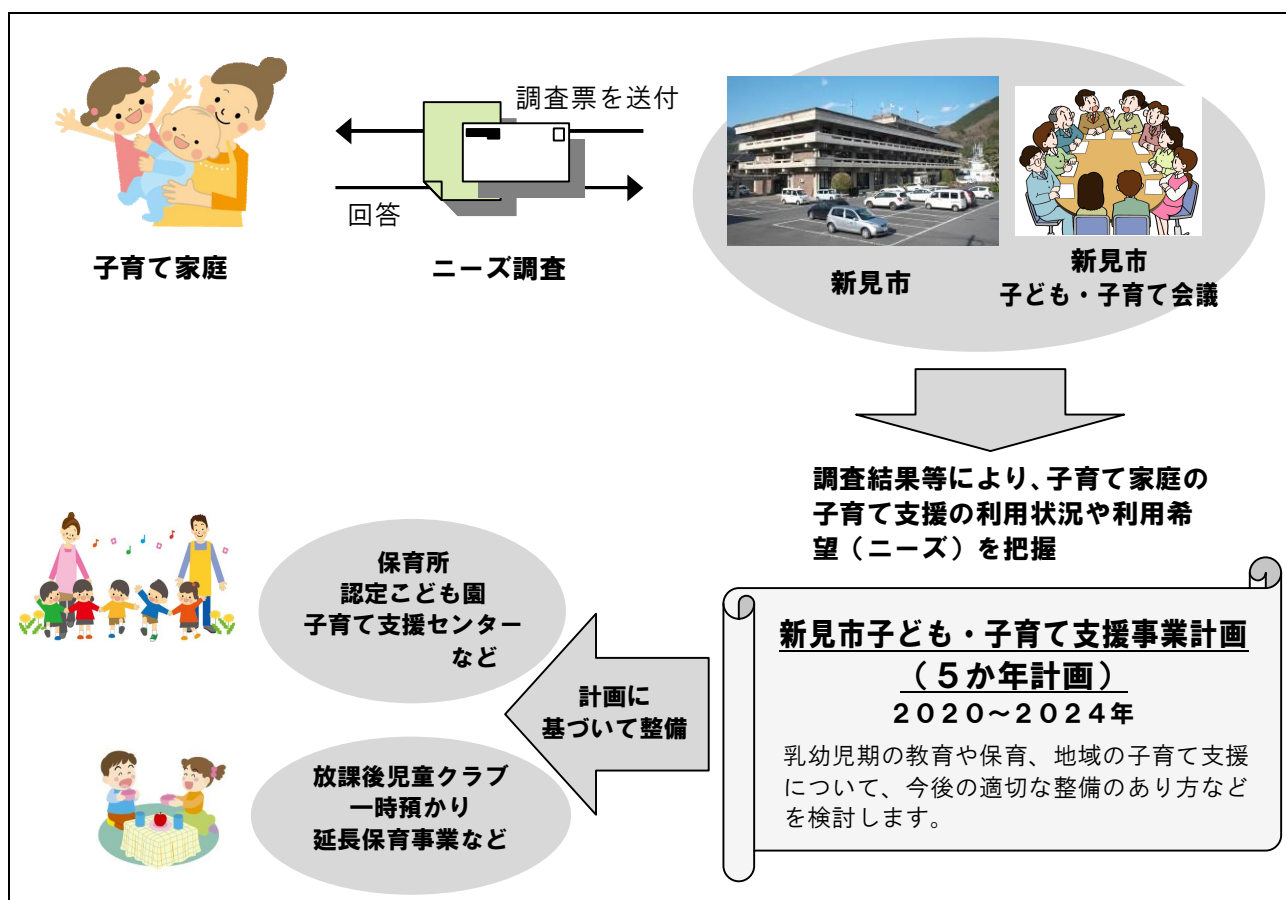 調査票を送付
回答
子育て家庭
ニーズ調査
新見市
新見市
子ども・子育て会議
調査結果等により、子育て家庭の
子育て支援の利用状況や利用希
望（ニーズ）を把握
新見市子ども・子育て支援事業計画
（５か年計画）
２０２０～２０２４年
乳幼児期の教育や保育、地域の子育て支援
について、今後の適切な整備のあり方など
を検討します。
計画に
基づいて整備
保育所
認定こども園
子育て支援センター
など
放課後児童クラブ
一時預かり
延長保育事業など